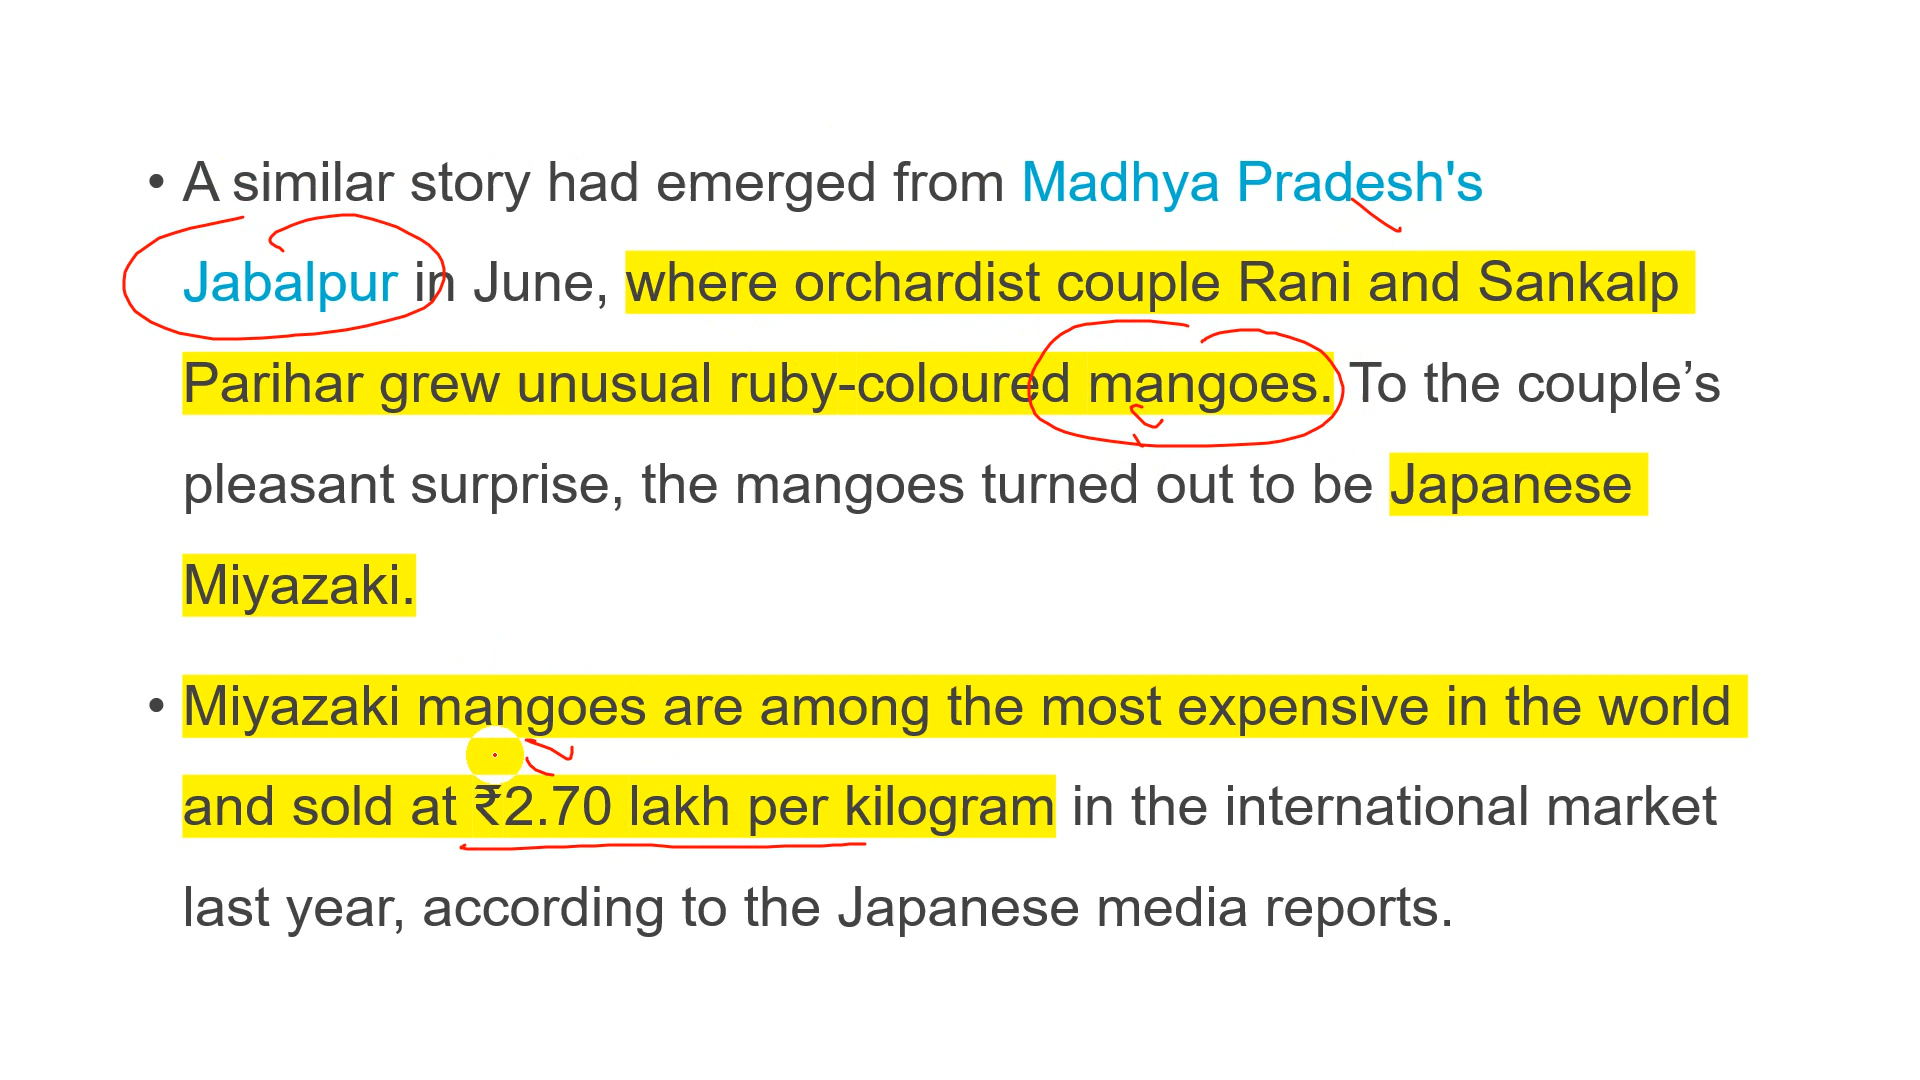 • A similar story had emerged from Madhya Pradesh's
Jabalpur in June, where orchardist couple Rani and Sankalp
Parihar grew unusual ruby-coloured mangoes. To the couple’s
pleasant surprise, the mangoes turned out to be Japanese
Miyazaki.
• Miyazaki mangoes are among the most expensive in the world
and sold at ₹2.70 lakh per kilogram in the international market
last year, according to the Japanese media reports.